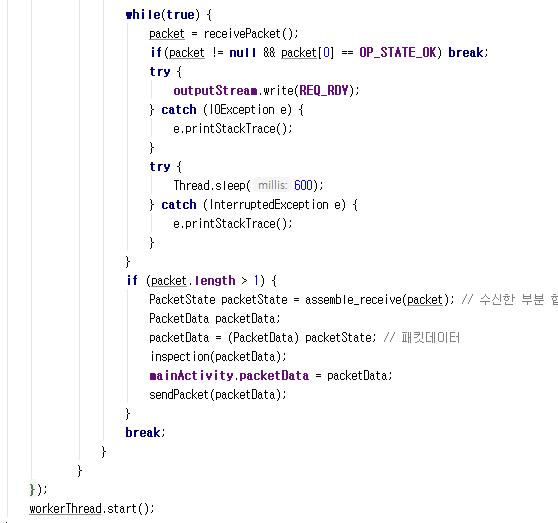 while(true) {
packet = receivePacket();
if(packet != null && packet[0] == OP_STATE_OK) break;
try {
outputStream.write(REQ_RDY);
} catch (IOException e) {
e.printStackTrace();
}
try {
Thread.sleep( millis: 600);
} catch (InterruptedException e) {
e.printStackTrace();
}
}
if (packet.length > 1) {
PacketState packetState = assemble_receive(packet); // 수신한 부분 합
PacketData packetData;
packetData = (PacketData) packetState; // 패킷데이터
inspection(packetData);
mainActivity.packetData = packetData;
sendPacket(packetData);
}
break;
}
}
});
workerThread.start();